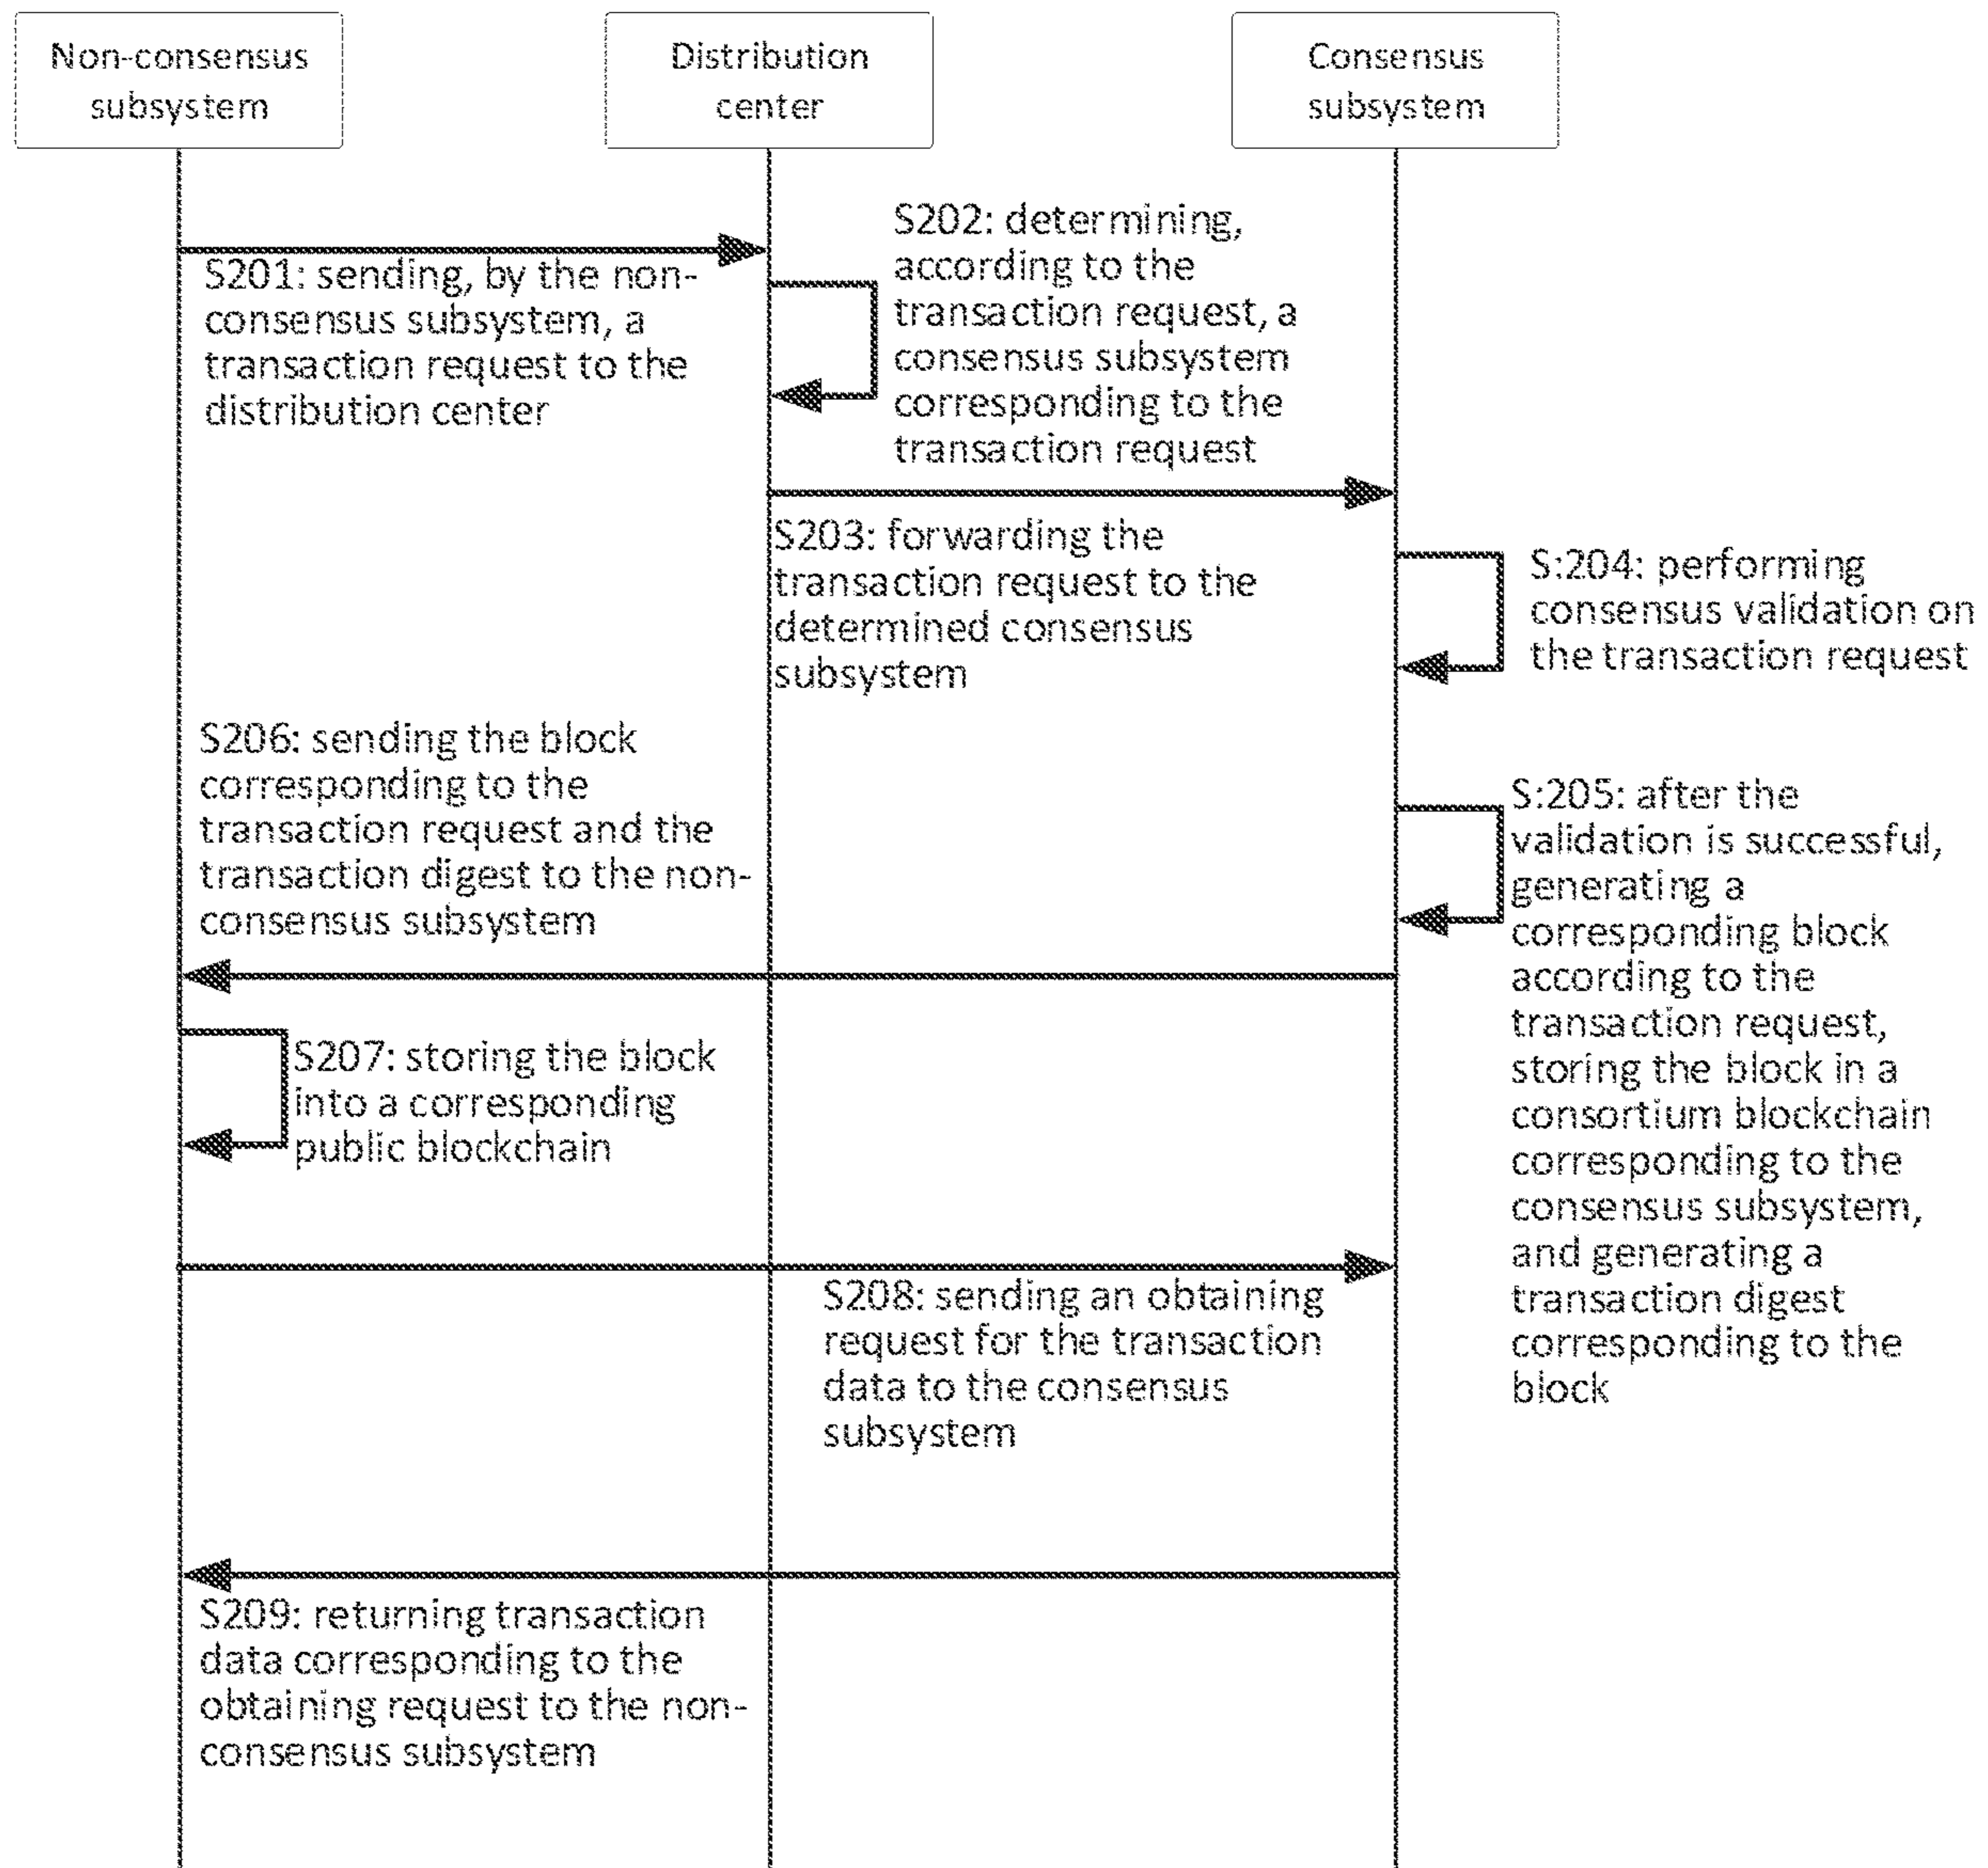 Non-consensus
subsystem
Distribution
center
Consensus
subsystem
S201: sending, by the non-
consensus subsystem, a
transaction request to the
distribution center
S202: determining,
according to the
transaction request, a
consensus subsystem
corresponding to the
transaction request
S203: forwarding the
transaction request to the
determined consensus
subsystem
S:204: performing
consensus validation on
the transaction request
S:205: after the
validation is successful,
generating a
corresponding block
according to the
transaction request,
storing the block in a
consortium blockchain
corresponding to the
consensus subsystem,
and generating a
transaction digest
corresponding to the
block
S206: sending the block
corresponding to the
transaction request and the
transaction digest to the non-
consensus subsystem
S207: storing the block
into a corresponding
public blockchain
S208: sending an obtaining
request for the transaction
data to the consensus
subsystem
S209: returning transaction
data corresponding to the
obtaining request to the non-
consensus subsystem